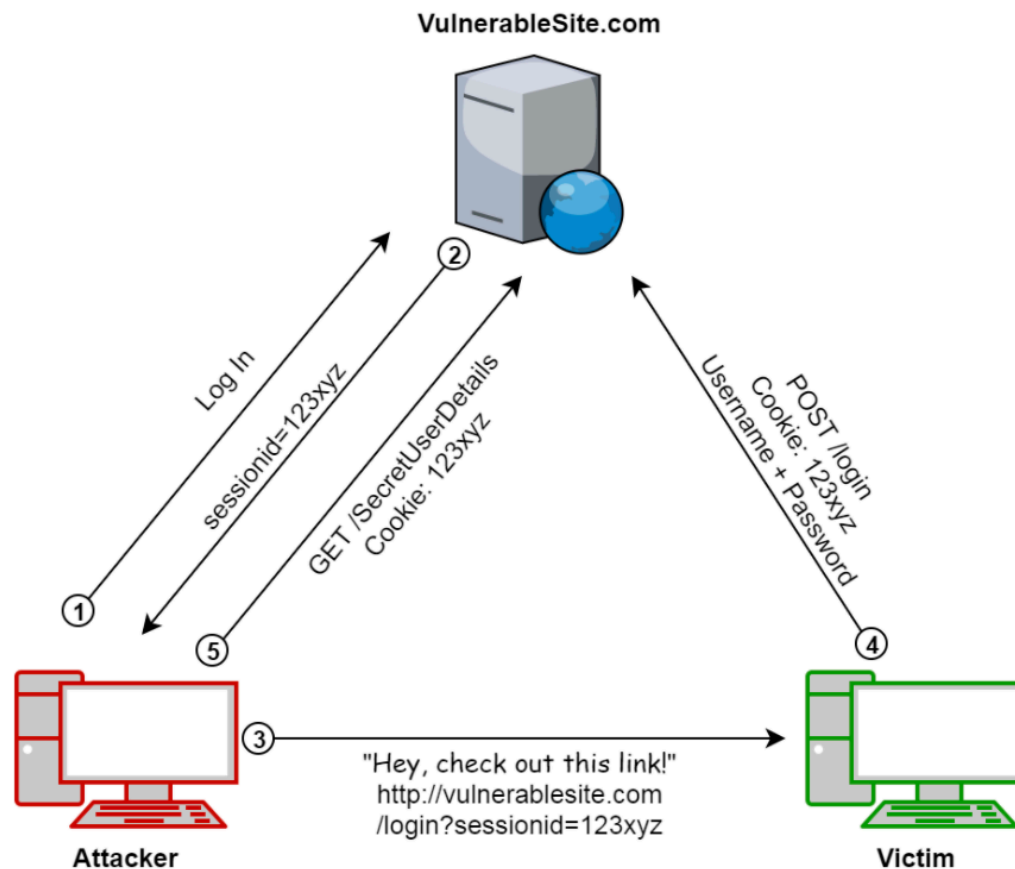 VulnerableSite.com
1
Log In
2
sessionid=123xyz
3
"Hey, check out this link!"
http://vulnerablesite.com
/login?sessionid=123xyz
4
POST /login
Cookie: 123xyz
Username + Password
5
GET /SecretUserDetails
Cookie: 123xyz
Attacker
Victim